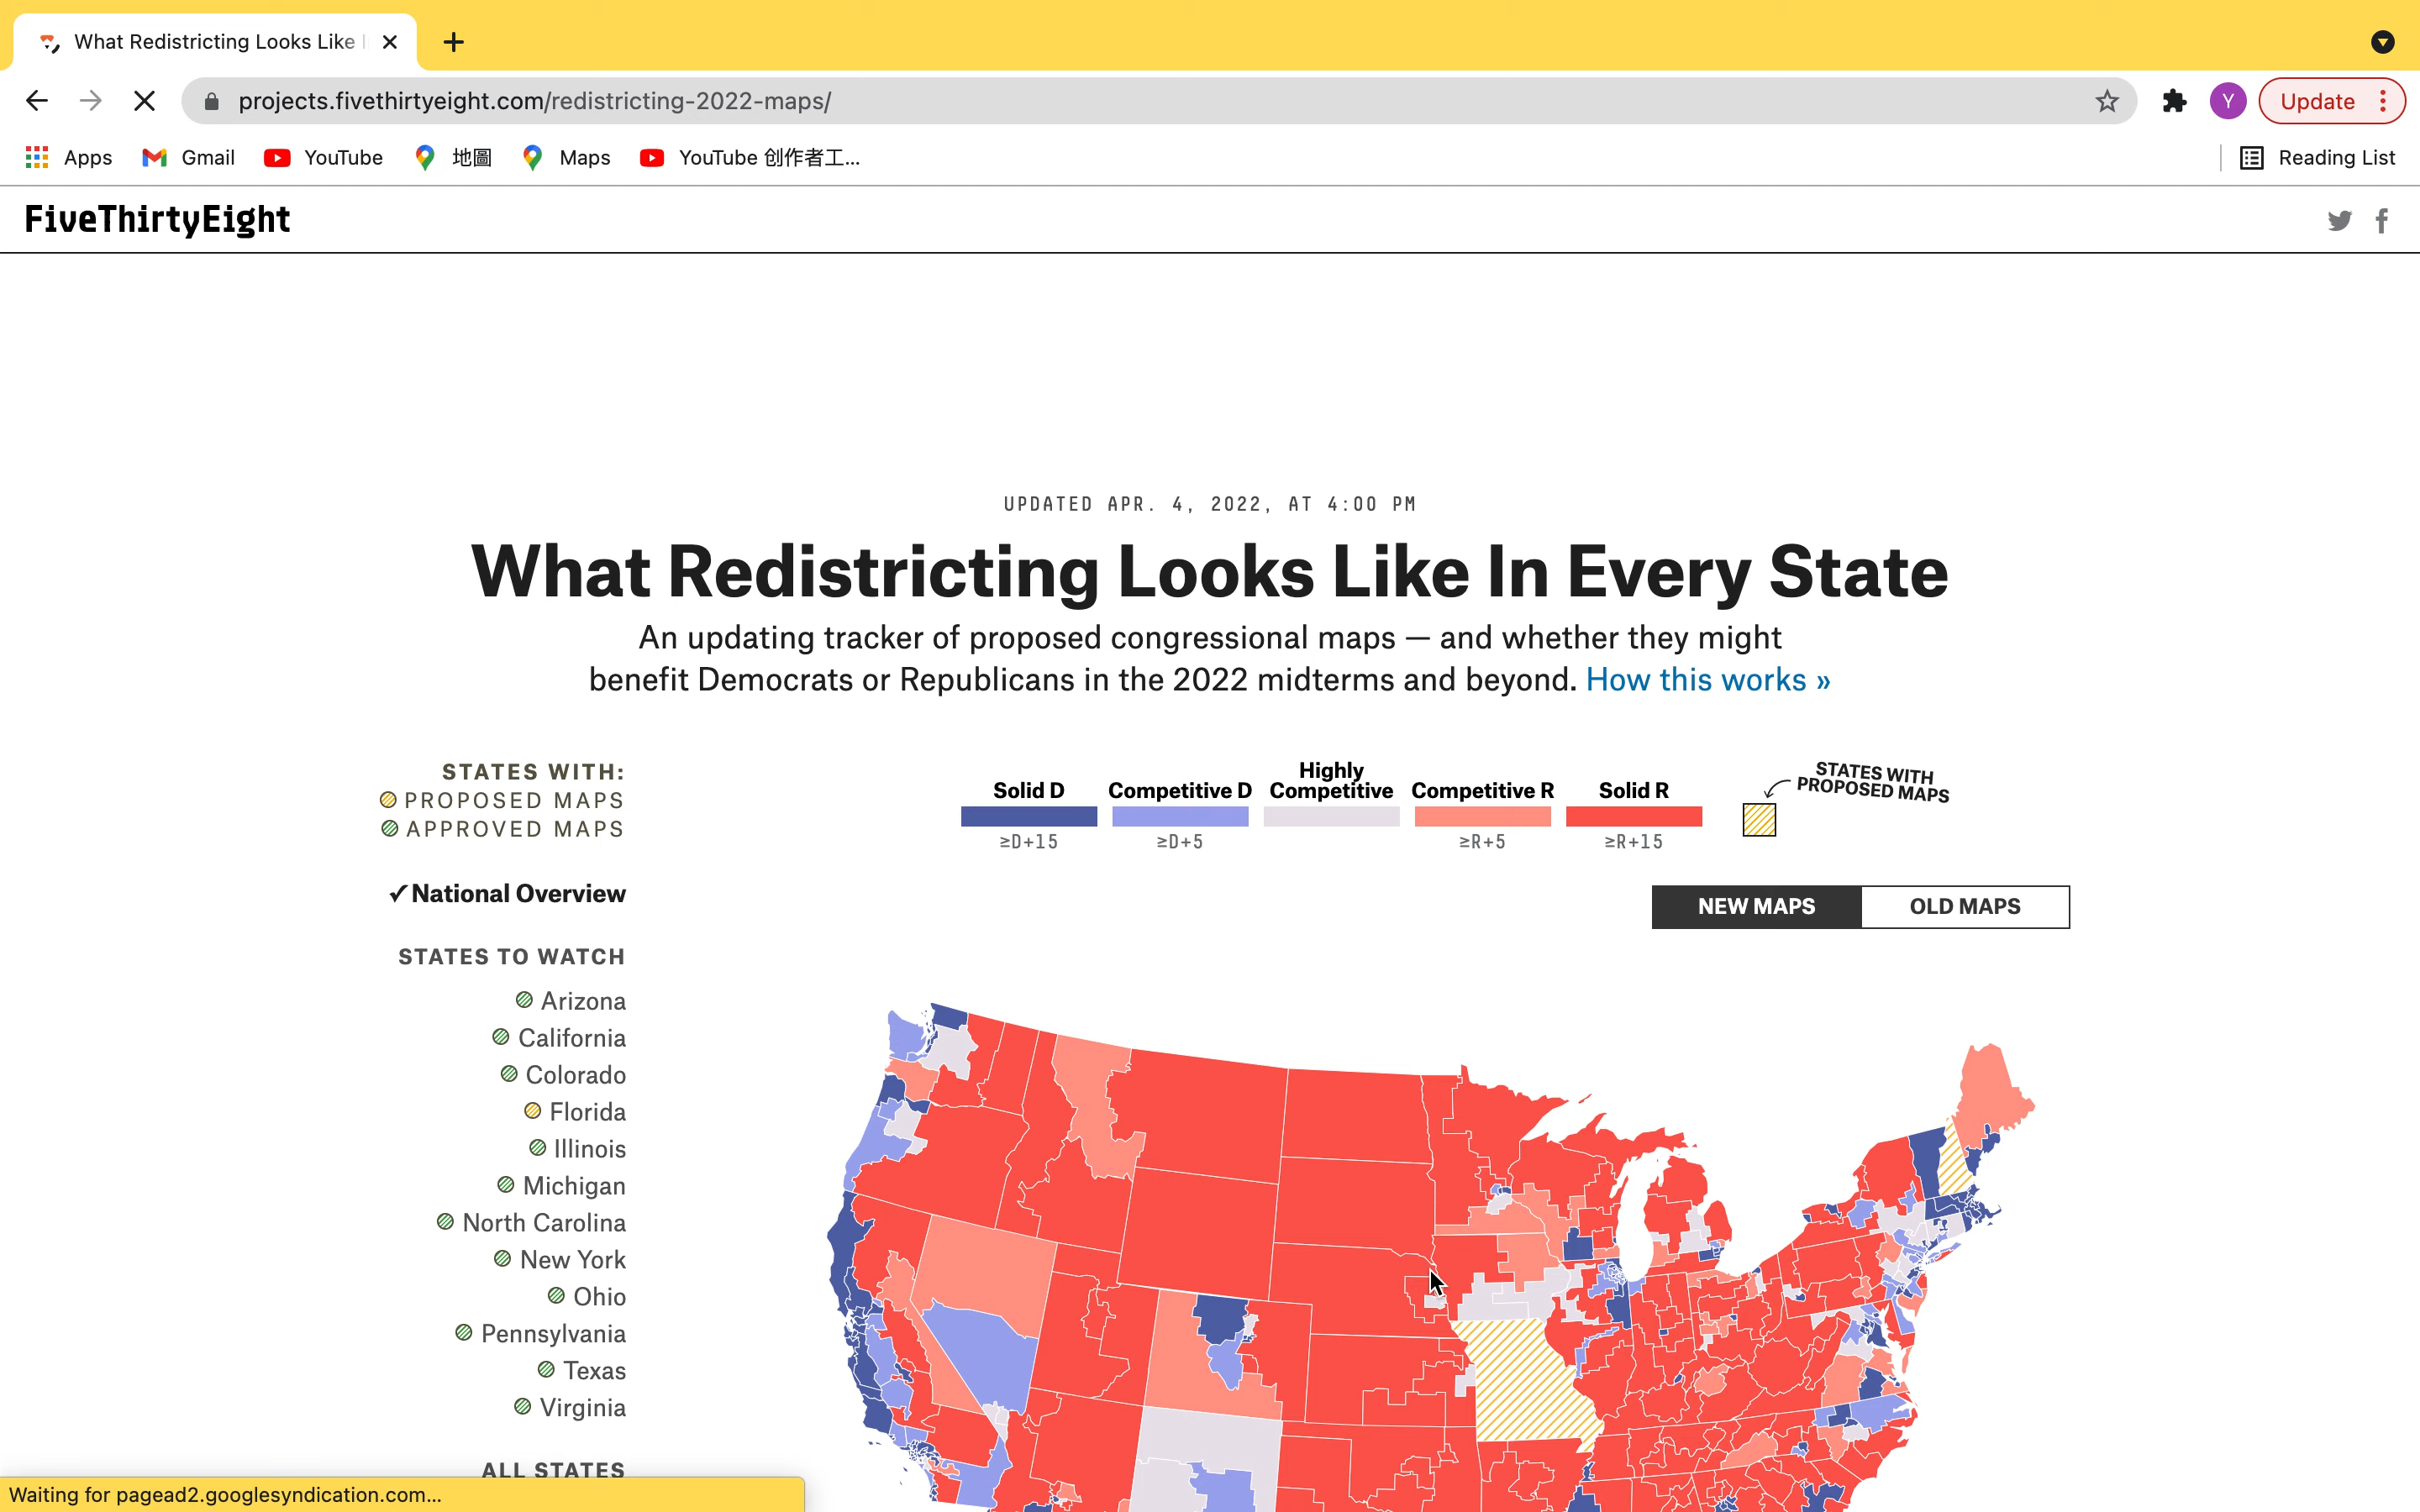 What Redistricting Looks Like
projects.fivethirtyeight.com/redistricting-2022-maps/
Y
Update
Apps
Gmail
YouTube
地圖
Maps
YouTube 创作者工...
Reading List
FiveThirtyEight
UPDATED APR. 4, 2022, AT 4:00 PM
What Redistricting Looks Like In Every State
An updating tracker of proposed congressional maps — and whether they might
benefit Democrats or Republicans in the 2022 midterms and beyond. How this works »
STATES WITH:
PROPOSED MAPS
APPROVED MAPS
✓National Overview
STATES TO WATCH
Arizona
California
Colorado
Florida
Illinois
Michigan
North Carolina
New York
Ohio
Pennsylvania
Texas
Virginia
ALL STATES
Solid D
≥D+15
Competitive D
≥D+5
Highly
Competitive
Competitive R
≥R+5
Solid R
≥R+15
STATES WITH
PROPOSED MAPS
NEW MAPS
OLD MAPS
Waiting for pagead2.googlesyndication.com...